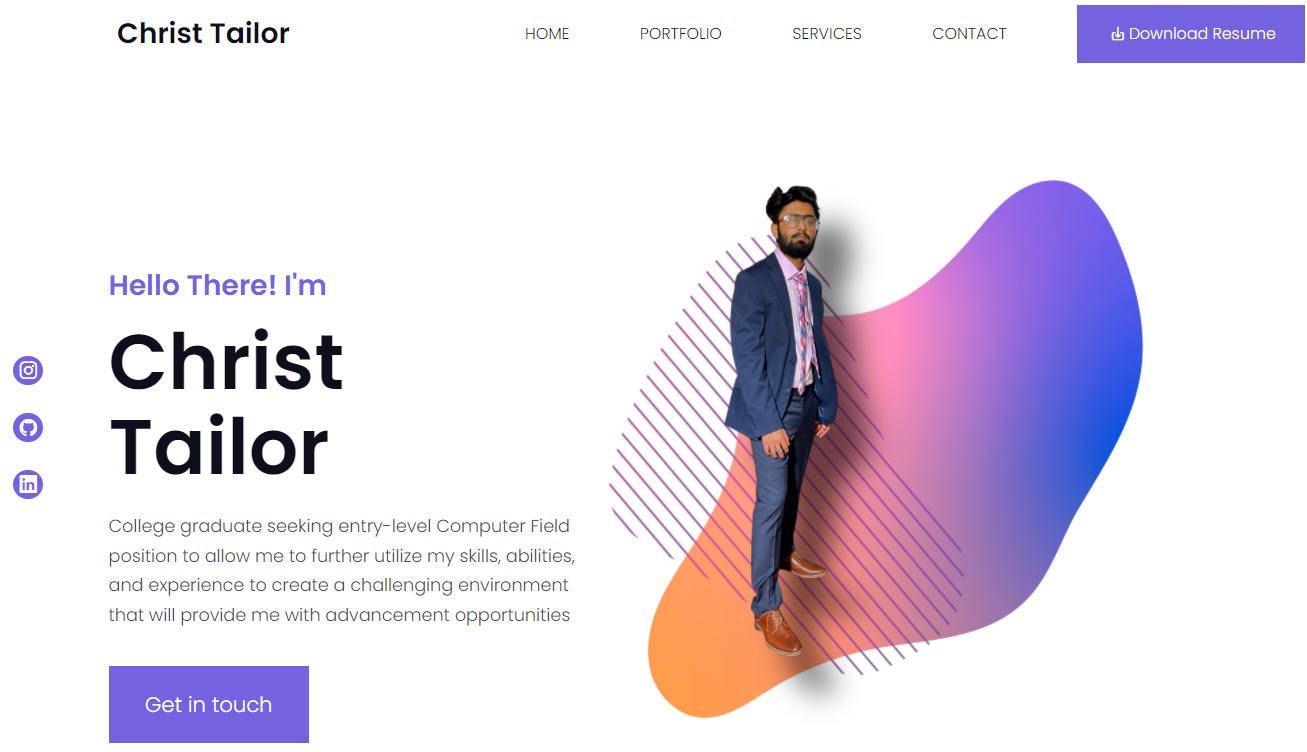 Christ Tailor
HOME
PORTFOLIO
SERVICES
CONTACT
Download Resume
Hello There! I'm
Christ
Tailor
College graduate seeking entry-level Computer Field
position to allow me to further utilize my skills, abilities,
and experience to create a challenging environment
that will provide me with advancement opportunities
Get in touch